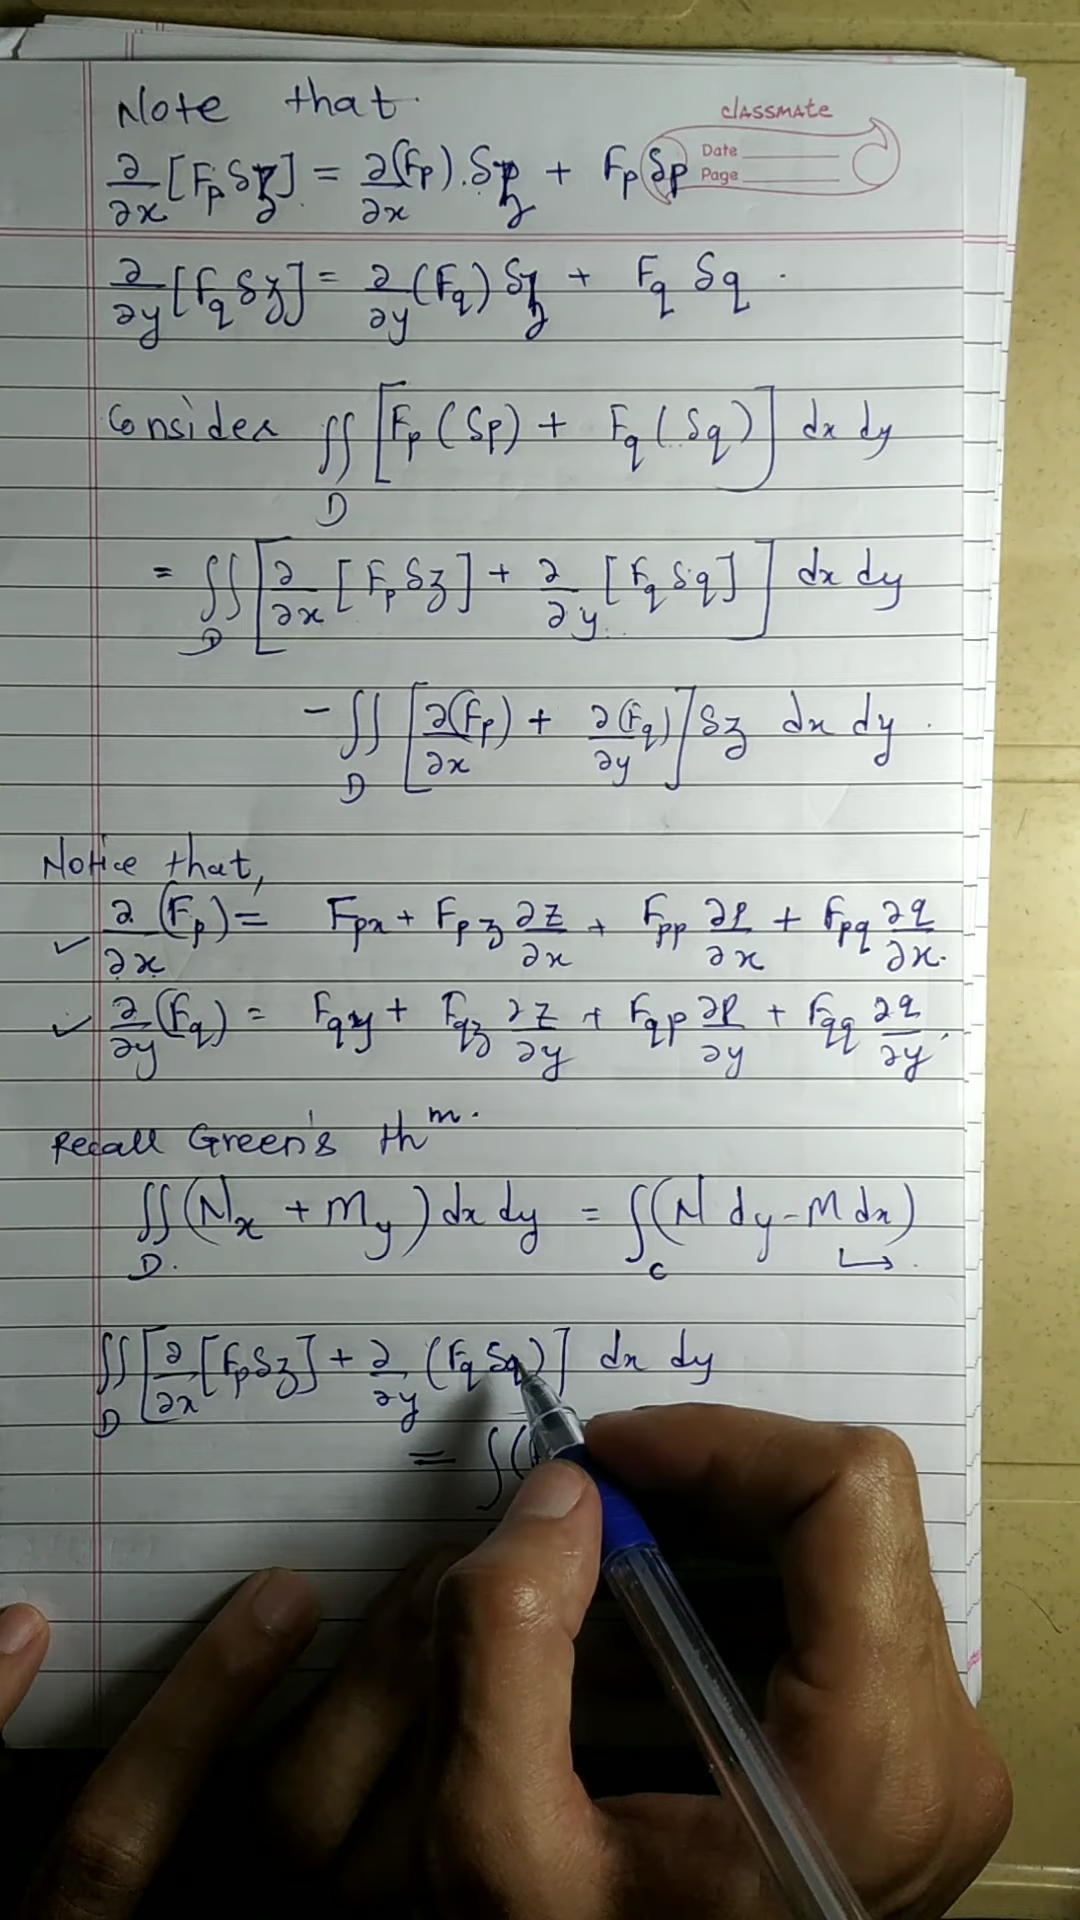 Note that.
classmate
Date
Page
∂/∂x [F_p δz] = ∂(F_p)/∂x . δz + F_p δp
∂/∂y [F_q δz] = ∂/∂y (F_q) δz + F_q δq .
Consider ∬_D [F_p (δp) + F_q (δq)] dx dy
= ∬_D [∂/∂x [F_p δz] + ∂/∂y [F_q δq]] dx dy
- ∬_D [∂(F_p)/∂x + ∂(F_q)/∂y] δz dx dy .
Notice that,
✓ ∂/∂x (F_p) = F_px + F_pz ∂z/∂x + F_pp ∂p/∂x + F_pq ∂q/∂x .
✓ ∂/∂y (F_q) = F_qy + F_qz ∂z/∂y + F_qp ∂p/∂y + F_qq ∂q/∂y .
Recall Green's th^m.
∬_D (N_x + M_y) dx dy = ∫_c (N dy - M dx)
∬_D [∂/∂x [F_p δz] + ∂/∂y (F_q δq)] dx dy
= ∫(